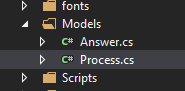 fonts
Models
C# Answer.cs
C# Process.cs
Scripts